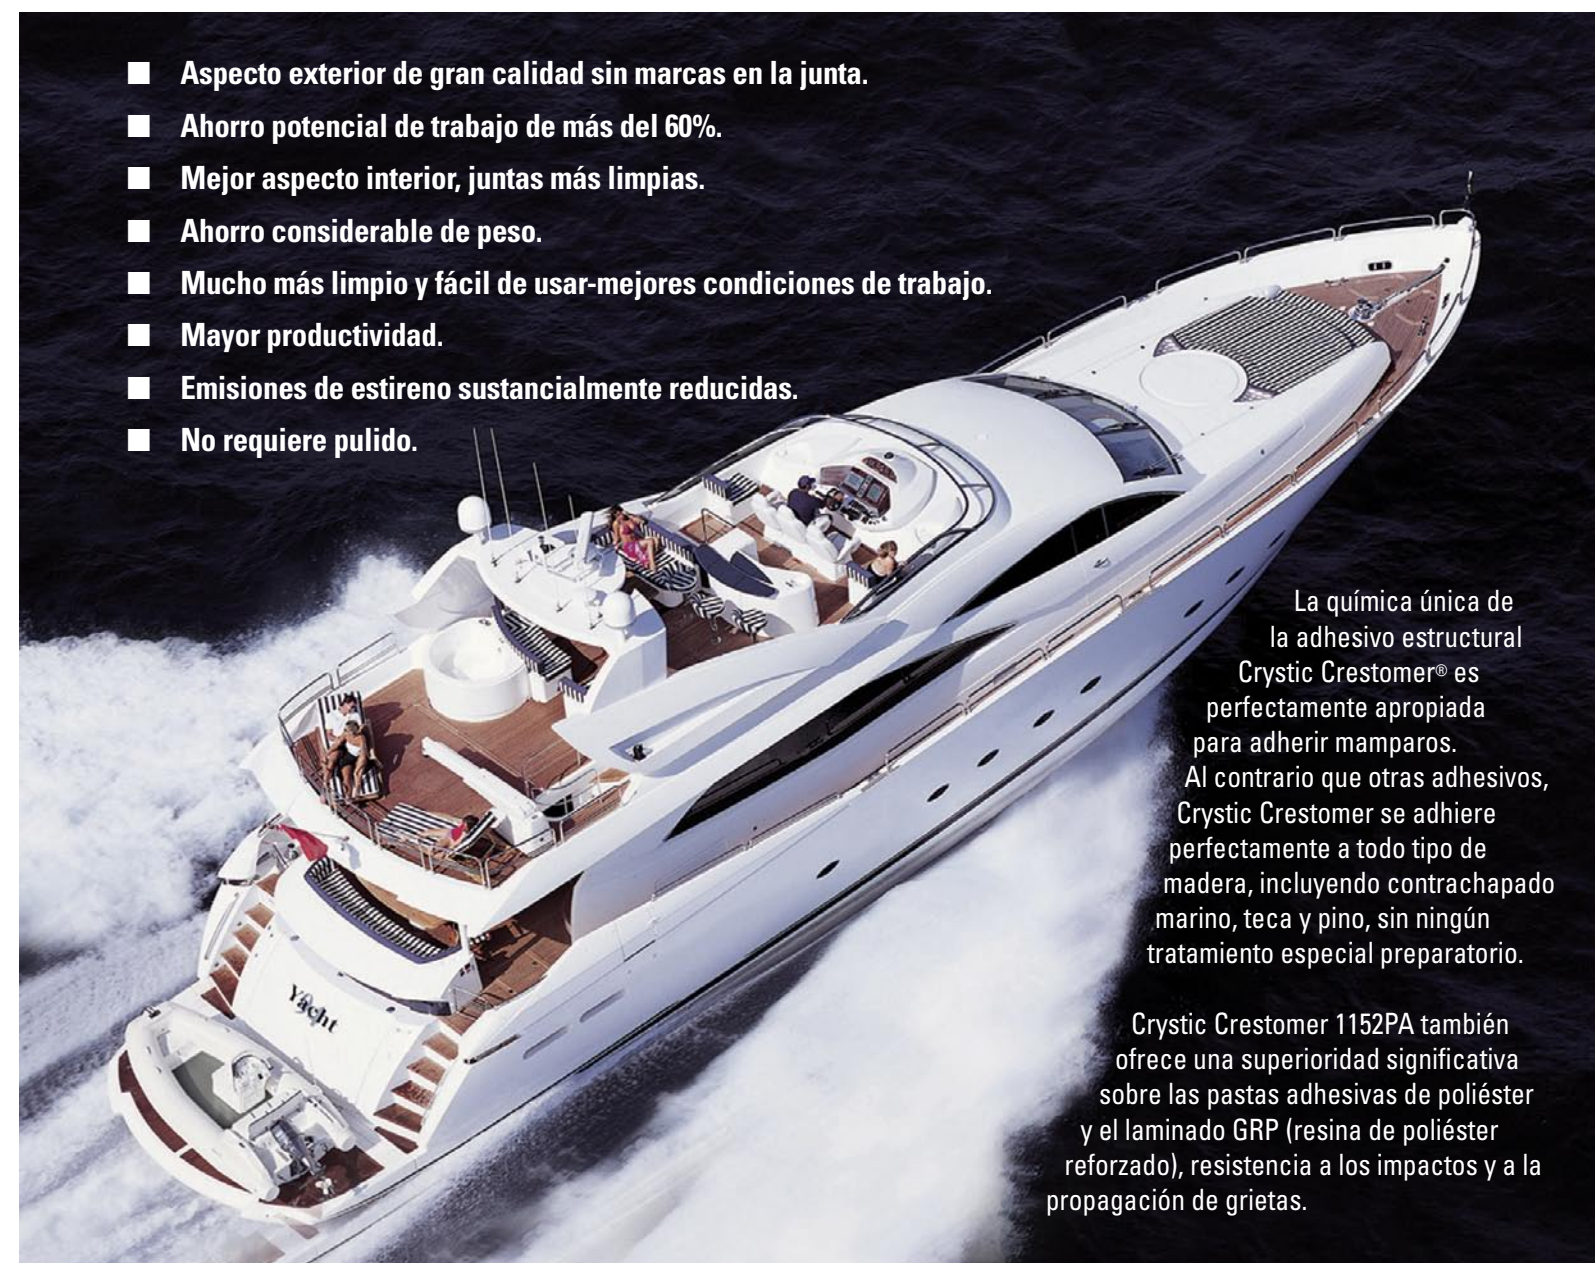 ■ Aspecto exterior de gran calidad sin marcas en la junta.
■ Ahorro potencial de trabajo de más del 60%.
■ Mejor aspecto interior, juntas más limpias.
■ Ahorro considerable de peso.
■ Mucho más limpio y fácil de usar-mejores condiciones de trabajo.
■ Mayor productividad.
■ Emisiones de estireno sustancialmente reducidas.
■ No requiere pulido.
La química única de
la adhesivo estructural
Crystic Crestomer® es
perfectamente apropiada
para adherir mamparos.
Al contrario que otras adhesivos,
Crystic Crestomer se adhiere
perfectamente a todo tipo de
madera, incluyendo contrachapado
marino, teca y pino, sin ningún
tratamiento especial preparatorio.
Crystic Crestomer 1152PA también
ofrece una superioridad significativa
sobre las pastas adhesivas de poliéster
y el laminado GRP (resina de poliéster
reforzado), resistencia a los impactos y a la
propagación de grietas.
Yacht